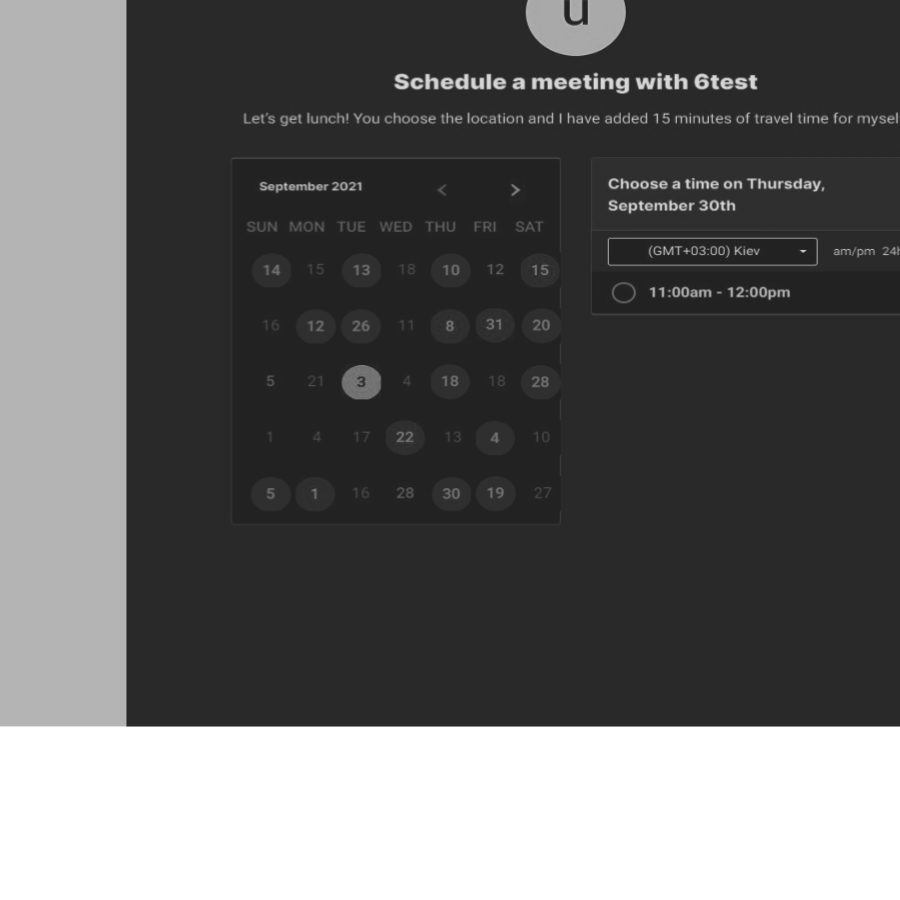 u
Schedule a meeting with 6test
Let's get lunch! You choose the location and I have added 15 minutes of travel time for mysel
September 2021 < >
SUN MON TUE WED THU FRI SAT
14 15 13 18 10 12 15
16 12 26 11 8 31 20
5 21 3 4 18 18 28
1 4 17 22 13 4 10
5 1 16 28 30 19 27
Choose a time on Thursday,
September 30th
(GMT+03:00) Kiev am/pm 24h
11:00am - 12:00pm